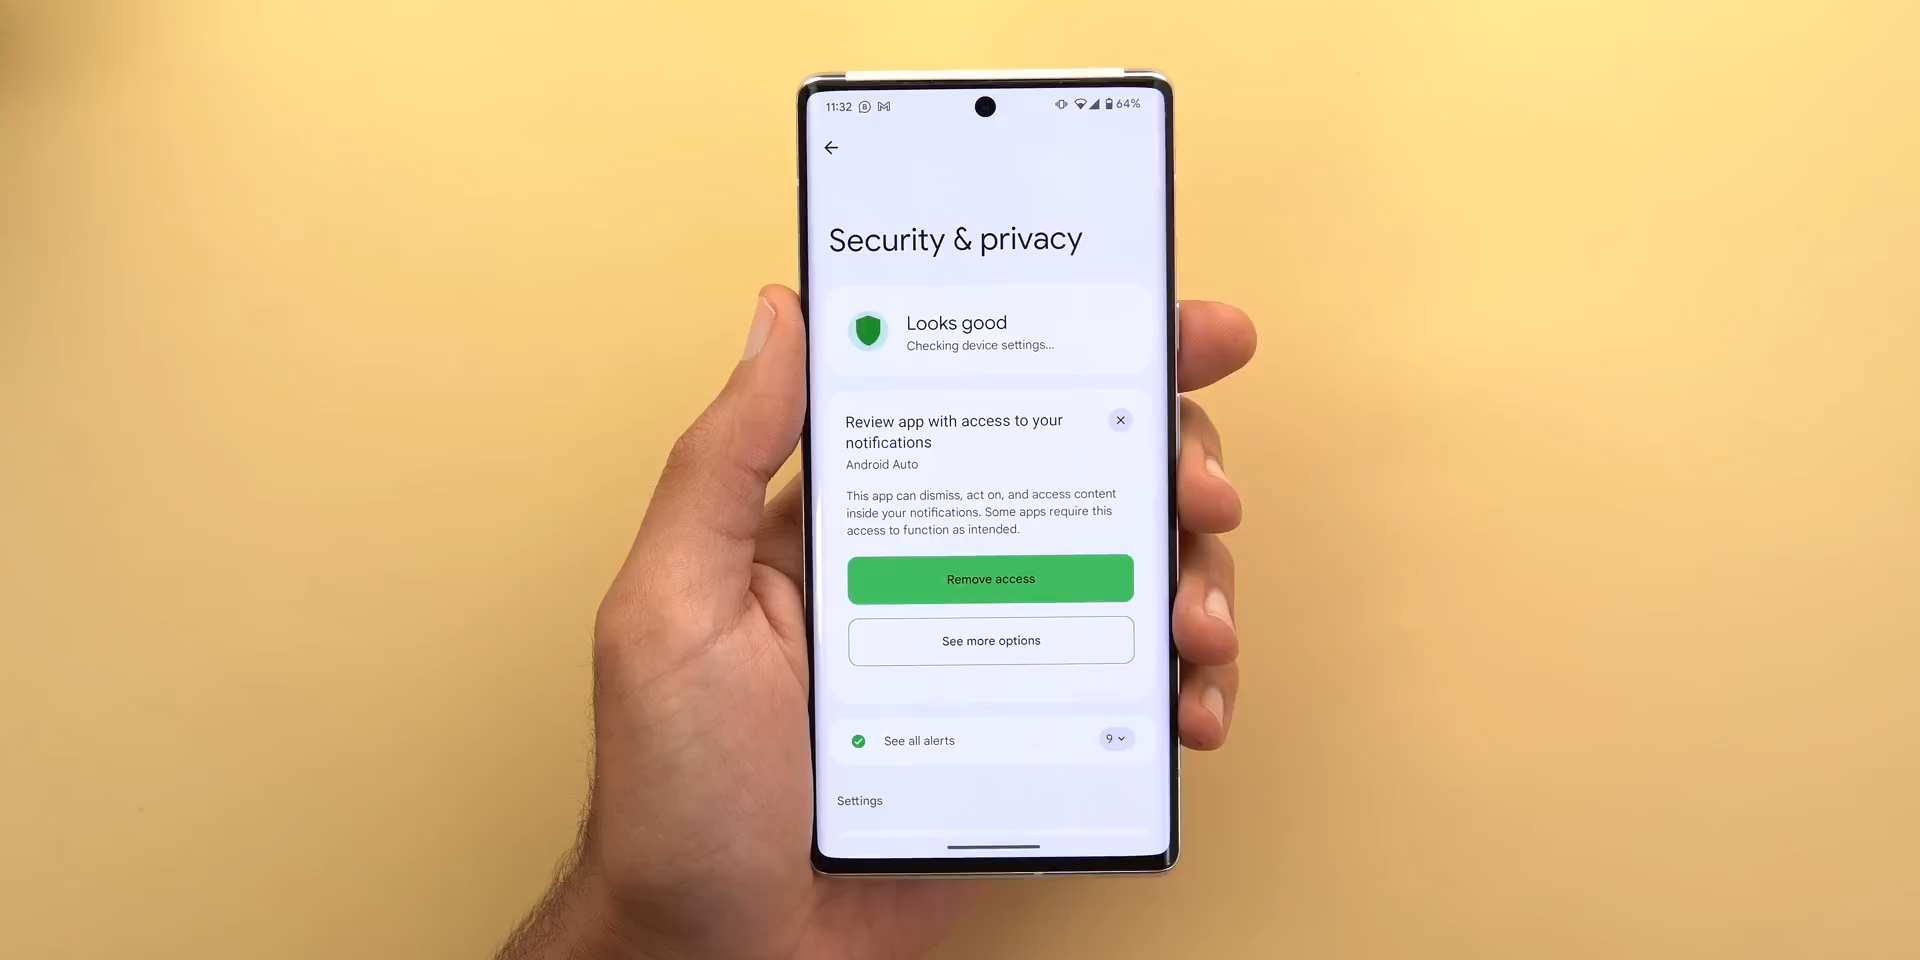 11:32
64%
Security & privacy
Looks good
Checking device settings...
Review app with access to your
notifications
Android Auto
This app can dismiss, act on, and access content
inside your notifications. Some apps require this
access to function as intended.
Remove access
See more options
See all alerts
9
Settings